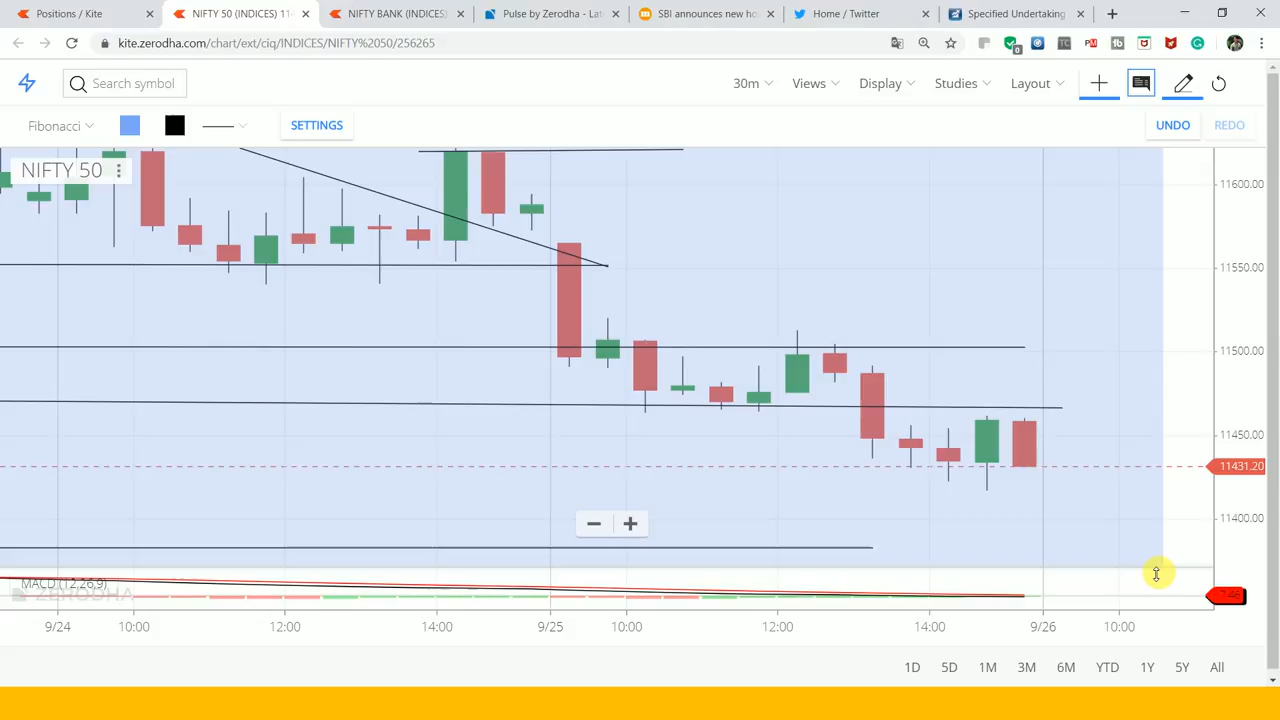 Positions / Kite
NIFTY 50 (INDICES) 11
NIFTY BANK (INDICES)
Pulse by Zerodha - Lat
SBI announces new ho
Home / Twitter
Specified Undertaking
kite.zerodha.com/chart/ext/ciq/INDICES/NIFTY%2050/256265
Search symbol
30m
Views
Display
Studies
Layout
Fibonacci
SETTINGS
UNDO
REDO
NIFTY 50
11600.00
11550.00
11500.00
11450.00
11431.20
11400.00
MACD (12,26,9)
ZERODHA
7.46
9/24
10:00
12:00
14:00
9/25
10:00
12:00
14:00
9/26
10:00
1D
5D
1M
3M
6M
YTD
1Y
5Y
All